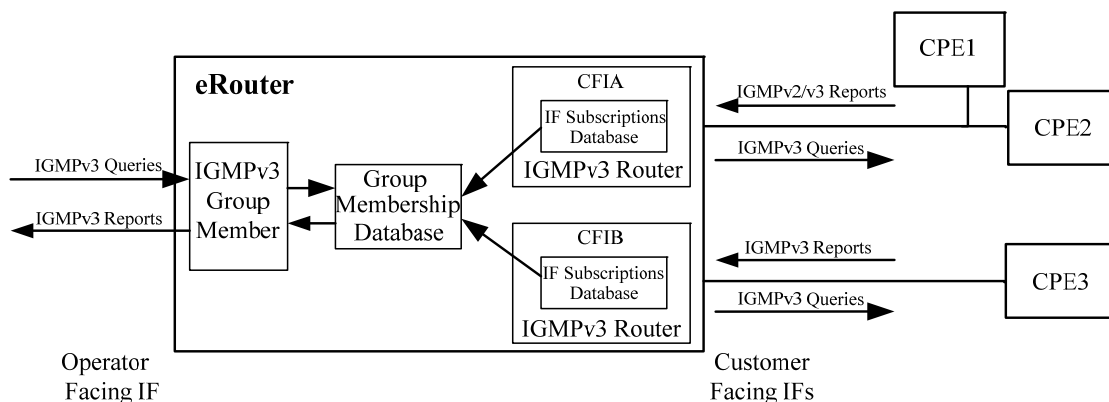 eRouter
IGMPv3 Queries
IGMPv3 Reports
IGMPv3
Group
Member
Group
Membership
Database
CFIA
IF Subscriptions
Database
IGMPv3 Router
CFIB
IF Subscriptions
Database
IGMPv3 Router
IGMPv2/v3 Reports
IGMPv3 Queries
IGMPv3 Reports
IGMPv3 Queries
CPE1
CPE2
CPE3
Operator
Facing IF
Customer
Facing IFs